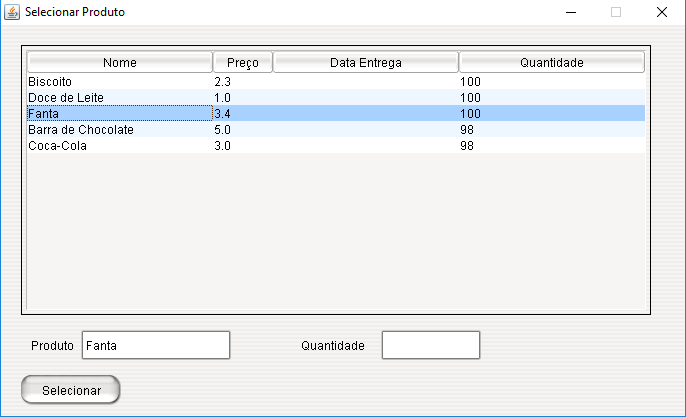 Selecionar Produto
Nome Preço Data Entrega Quantidade
Biscoito 2.3 100
Doce de Leite 1.0 100
Fanta 3.4 100
Barra de Chocolate 5.0 98
Coca-Cola 3.0 98
Produto Fanta Quantidade
Selecionar